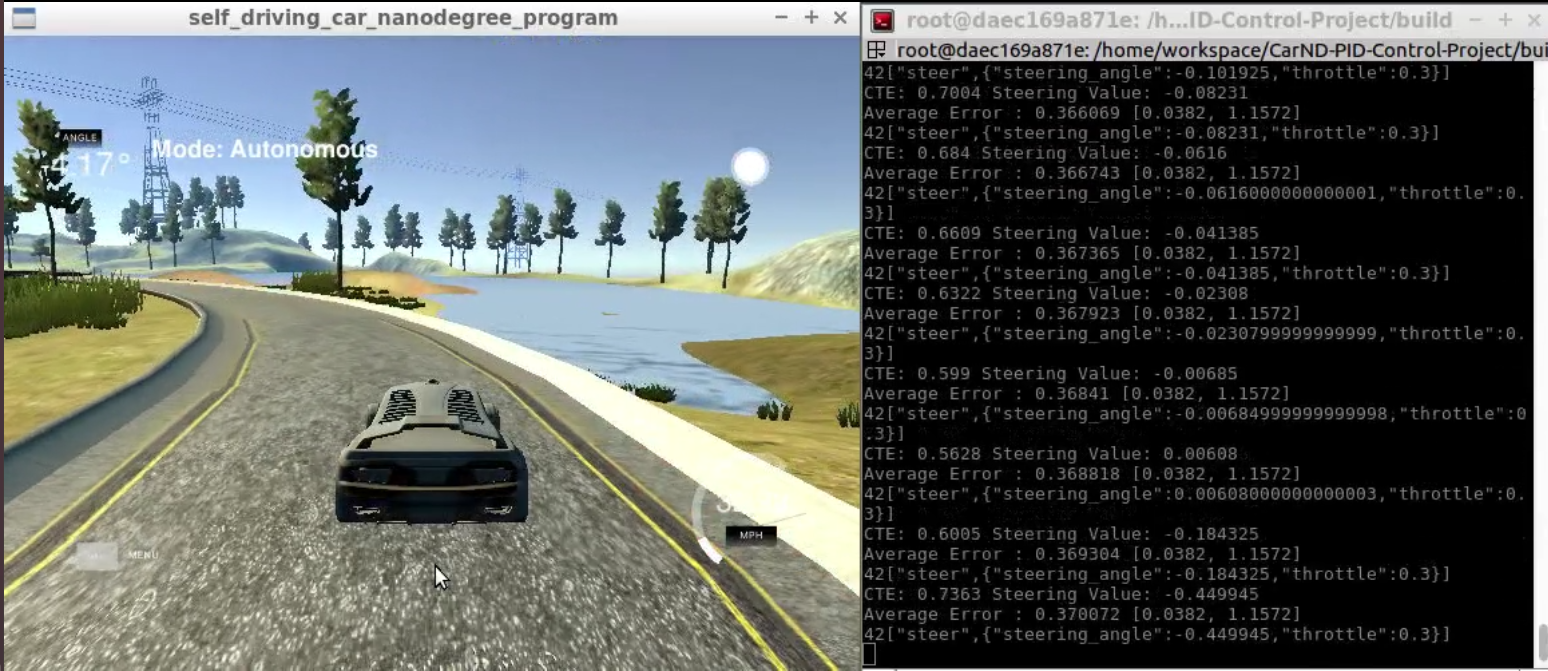 self_driving_car_nanodegree_program
ANGLE
-4.17°
Mode: Autonomous
MPH
MENU
root@daec169a871e: /h...ID-Control-Project/build
root@daec169a871e: /home/workspace/CarND-PID-Control-Project/bui
42["steer",{"steering_angle":-0.101925,"throttle":0.3}]
CTE: 0.7004 Steering Value: -0.08231
Average Error : 0.366069 [0.0382, 1.1572]
42["steer",{"steering_angle":-0.08231,"throttle":0.3}]
CTE: 0.684 Steering Value: -0.0616
Average Error : 0.366743 [0.0382, 1.1572]
42["steer",{"steering_angle":-0.0616000000000001,"throttle":0.
3}]
CTE: 0.6609 Steering Value: -0.041385
Average Error : 0.367365 [0.0382, 1.1572]
42["steer",{"steering_angle":-0.041385,"throttle":0.3}]
CTE: 0.6322 Steering Value: -0.02308
Average Error : 0.367923 [0.0382, 1.1572]
42["steer",{"steering_angle":-0.0230799999999999,"throttle":0.
3}]
CTE: 0.599 Steering Value: -0.00685
Average Error : 0.36841 [0.0382, 1.1572]
42["steer",{"steering_angle":-0.00684999999999998,"throttle":0
.3}]
CTE: 0.5628 Steering Value: 0.00608
Average Error : 0.368818 [0.0382, 1.1572]
42["steer",{"steering_angle":0.00608000000000003,"throttle":0.
3}]
CTE: 0.6005 Steering Value: -0.184325
Average Error : 0.369304 [0.0382, 1.1572]
42["steer",{"steering_angle":-0.184325,"throttle":0.3}]
CTE: 0.7363 Steering Value: -0.449945
Average Error : 0.370072 [0.0382, 1.1572]
42["steer",{"steering_angle":-0.449945,"throttle":0.3}]